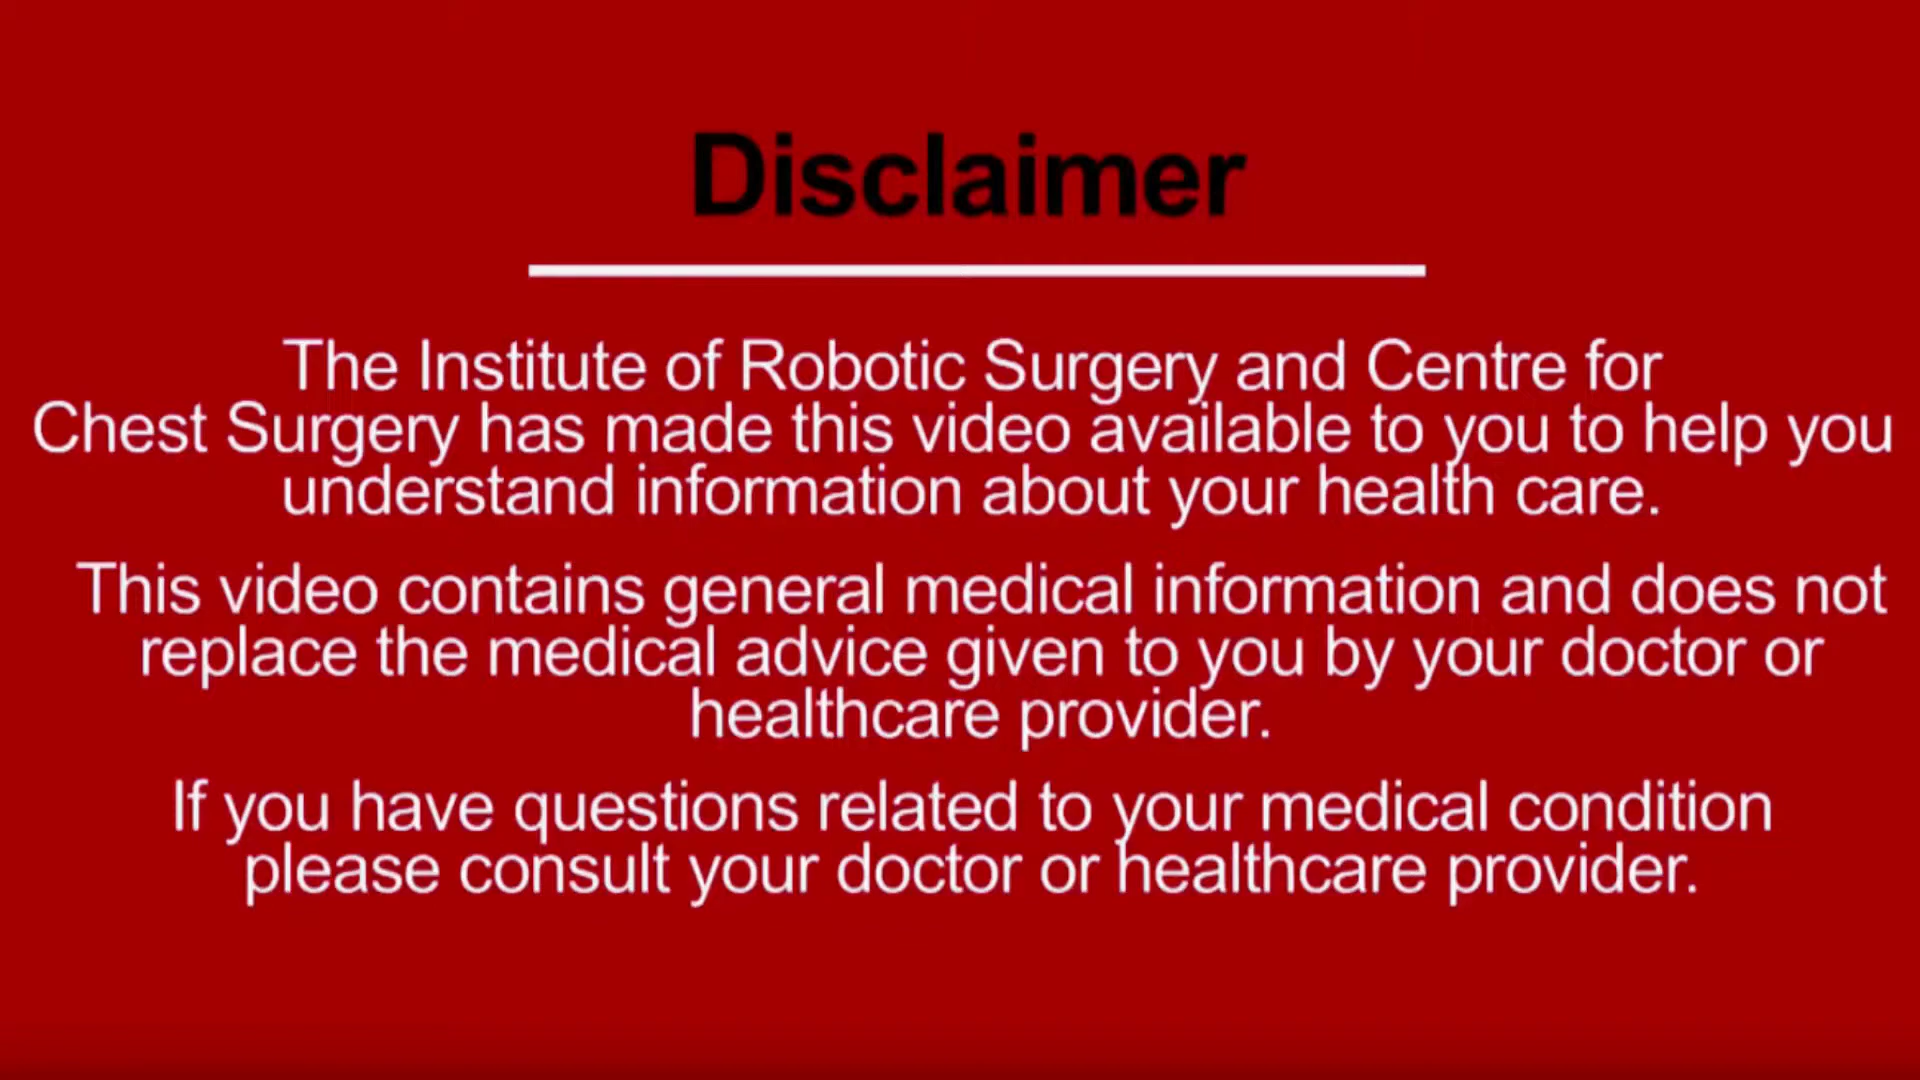 Disclaimer
The Institute of Robotic Surgery and Centre for
Chest Surgery has made this video available to you to help you
understand information about your health care.
This video contains general medical information and does not
replace the medical advice given to you by your doctor or
healthcare provider.
If you have questions related to your medical condition
please consult your doctor or healthcare provider.